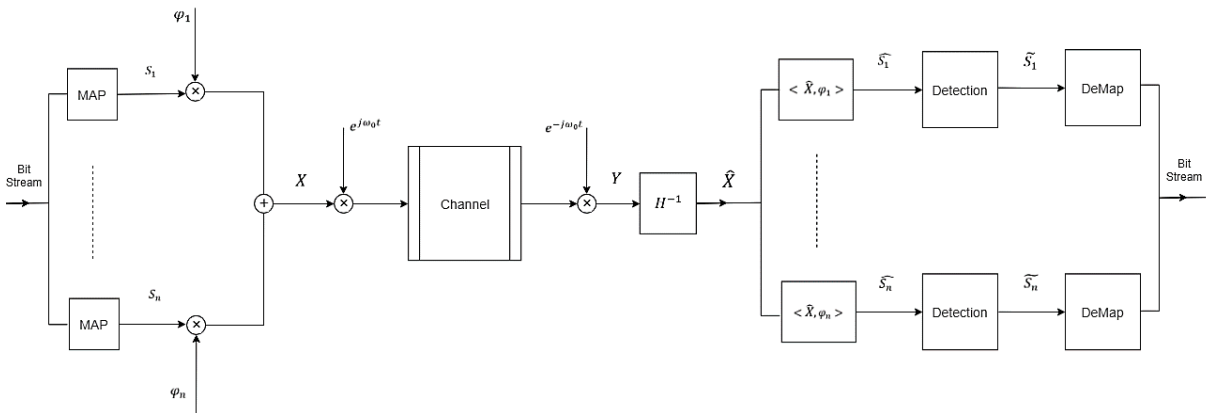 φ₁
S₁
MAP
Bit
Stream
MAP
Sₙ
φₙ
X
e^{jω₀t}
Channel
e^{-jω₀t}
Y
H⁻¹
X̂
< X̂, φ₁ >
Ŝ₁
Detection
S̃₁
DeMap
Bit
Stream
< X̂, φₙ >
Ŝₙ
Detection
S̃ₙ
DeMap